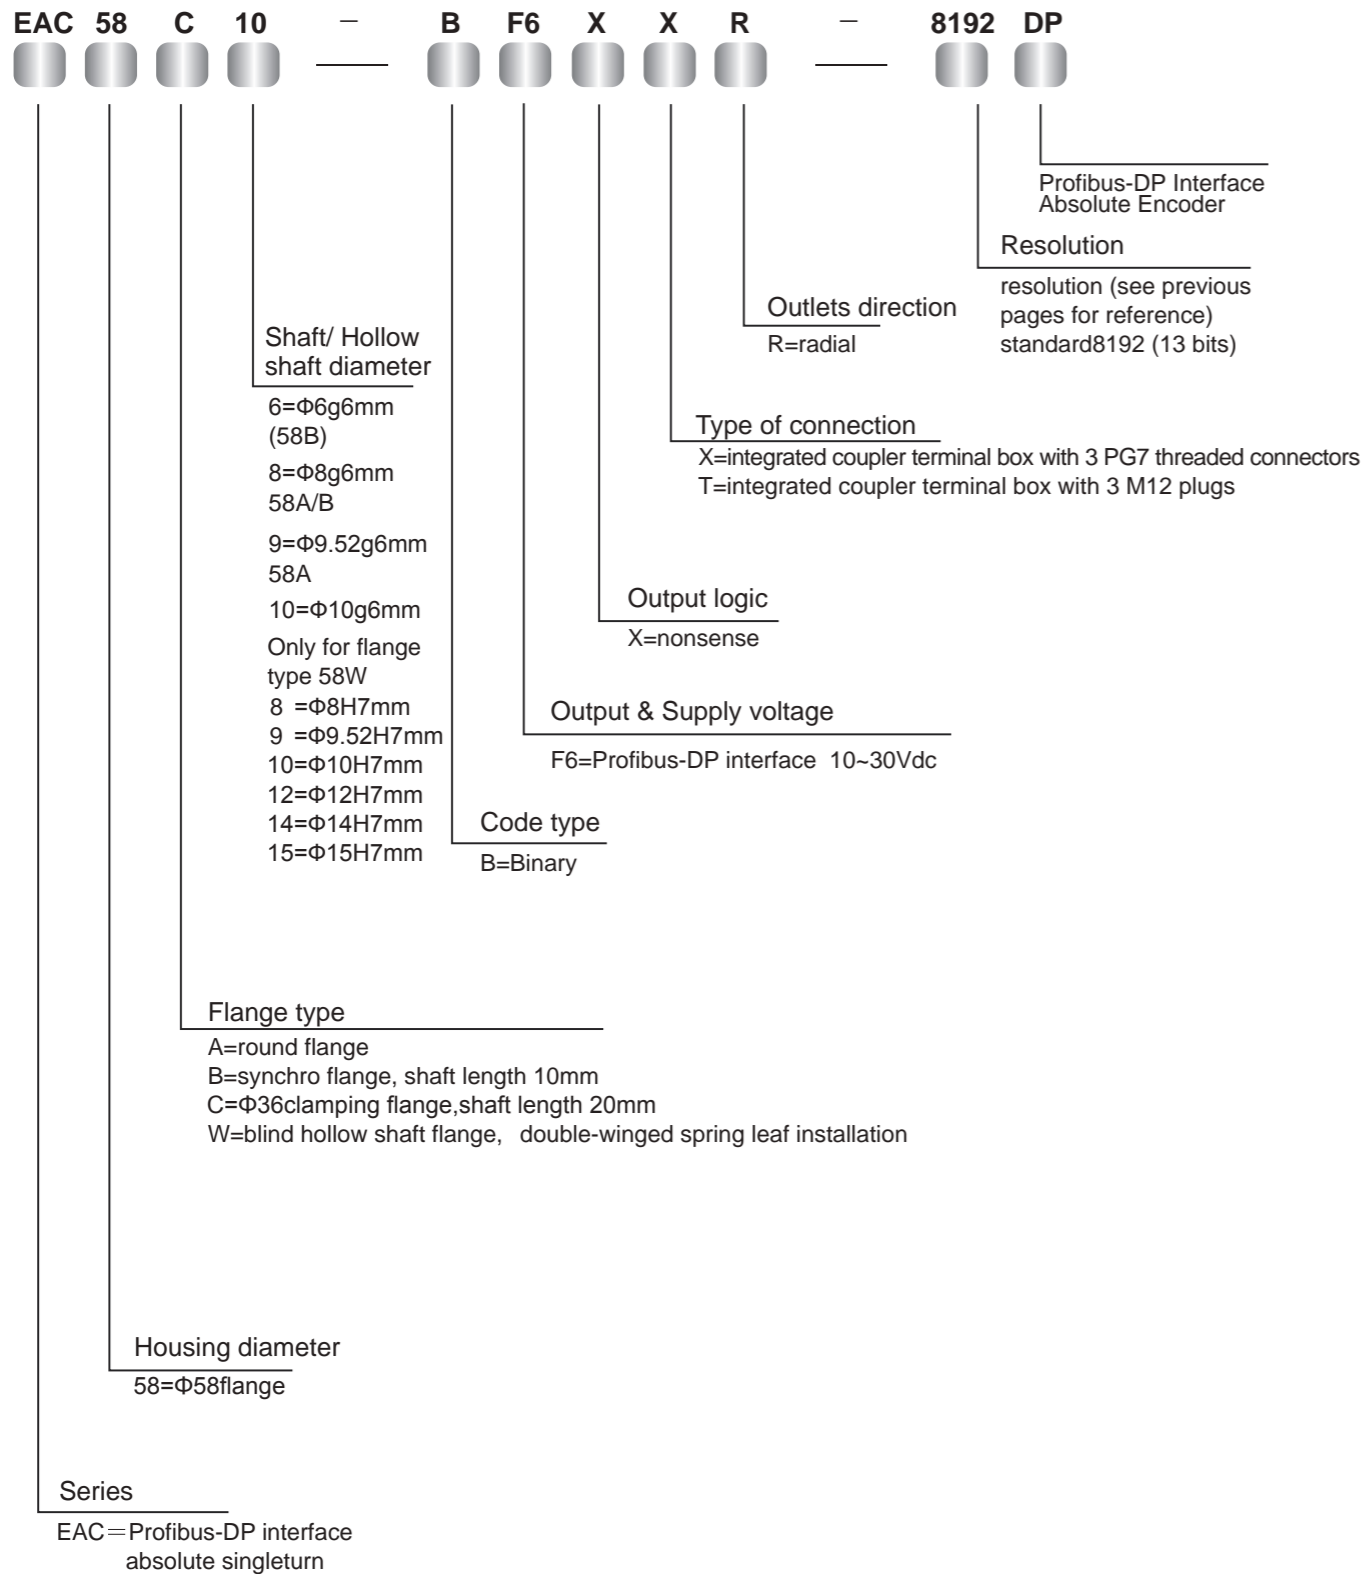 EAC 58 C 10 — B F6 X X R — 8192 DP
Profibus-DP Interface
Absolute Encoder
Resolution
resolution (see previous
pages for reference)
standard8192 (13 bits)
Outlets direction
R=radial
Shaft/ Hollow
shaft diameter
6=Φ6g6mm
(58B)
8=Φ8g6mm
58A/B
9=Φ9.52g6mm
58A
10=Φ10g6mm
Only for flange
type 58W
8 =Φ8H7mm
9 =Φ9.52H7mm
10=Φ10H7mm
12=Φ12H7mm
14=Φ14H7mm
15=Φ15H7mm
Type of connection
X=integrated coupler terminal box with 3 PG7 threaded connectors
T=integrated coupler terminal box with 3 M12 plugs
Output logic
X=nonsense
Output & Supply voltage
F6=Profibus-DP interface 10~30Vdc
Code type
B=Binary
Flange type
A=round flange
B=synchro flange, shaft length 10mm
C=Φ36clamping flange,shaft length 20mm
W=blind hollow shaft flange, double-winged spring leaf installation
Housing diameter
58=Φ58flange
Series
EAC=Profibus-DP interface
absolute singleturn